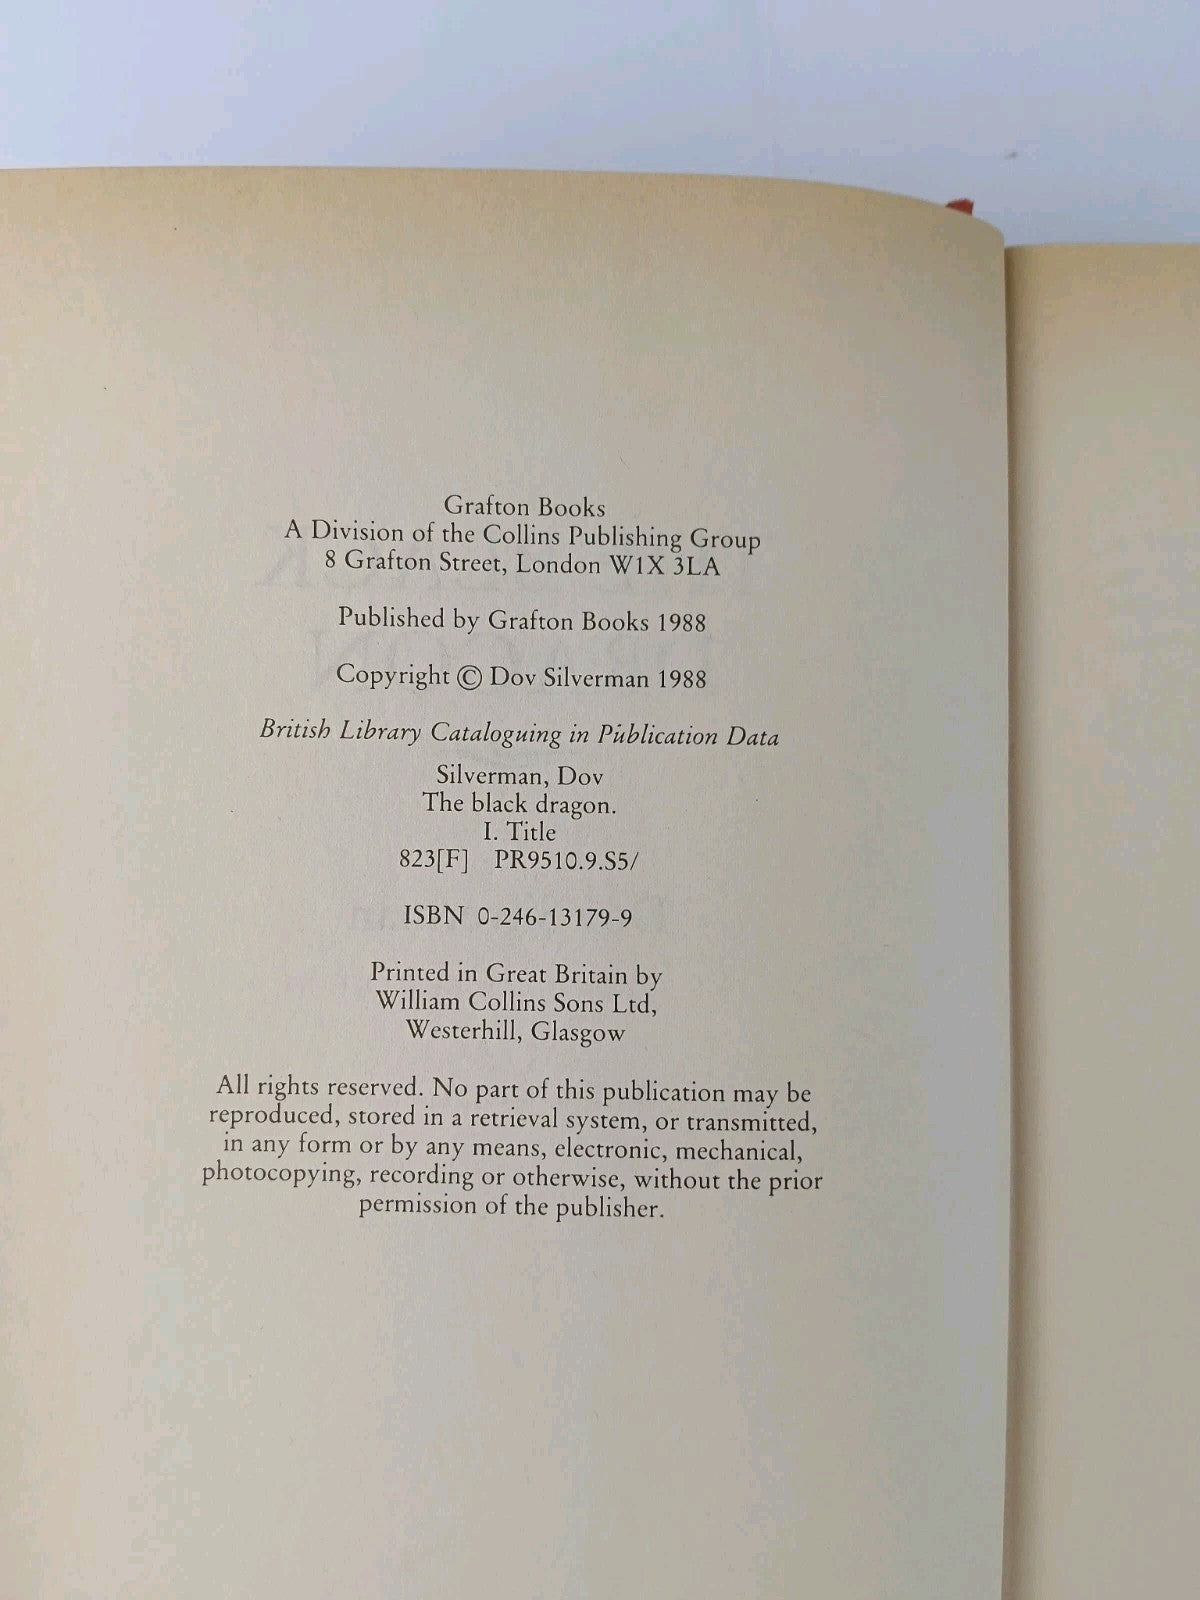 Grafton Books
A Division of the Collins Publishing Group
8 Grafton Street, London W1X 3LA
Published by Grafton Books 1988
Copyright © Dov Silverman 1988
British Library Cataloguing in Publication Data
Silverman, Dov
The black dragon.
I. Title
823[F] PR9510.9.S5/
ISBN 0-246-13179-9
Printed in Great Britain by
William Collins Sons Ltd,
Westerhill, Glasgow
All rights reserved. No part of this publication may be
reproduced, stored in a retrieval system, or transmitted,
in any form or by any means, electronic, mechanical,
photocopying, recording or otherwise, without the prior
permission of the publisher.